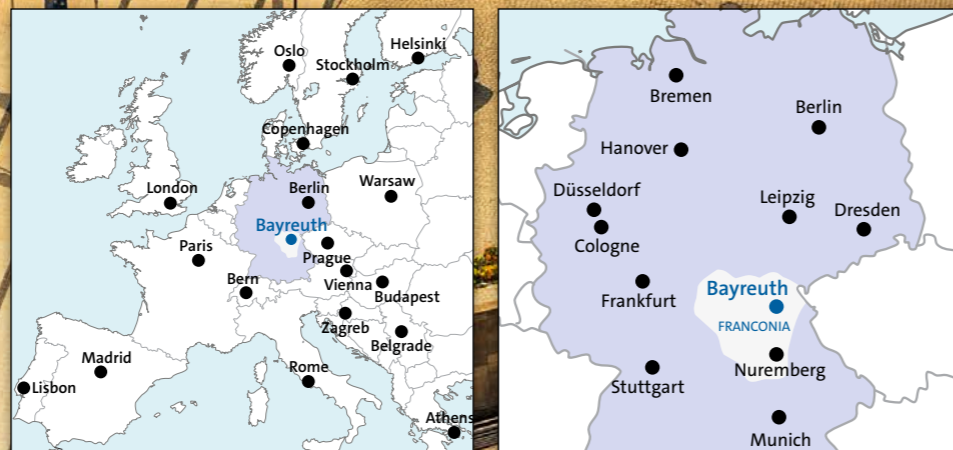 Oslo
Helsinki
Stockholm
Copenhagen
London
Berlin
Warsaw
Bayreuth
Paris
Prague
Bern
Vienna
Budapest
Zagreb
Belgrade
Madrid
Rome
Lisbon
Athens
Bremen
Berlin
Hanover
Düsseldorf
Leipzig
Dresden
Cologne
Bayreuth
Frankfurt
FRANCONIA
Nuremberg
Stuttgart
Munich